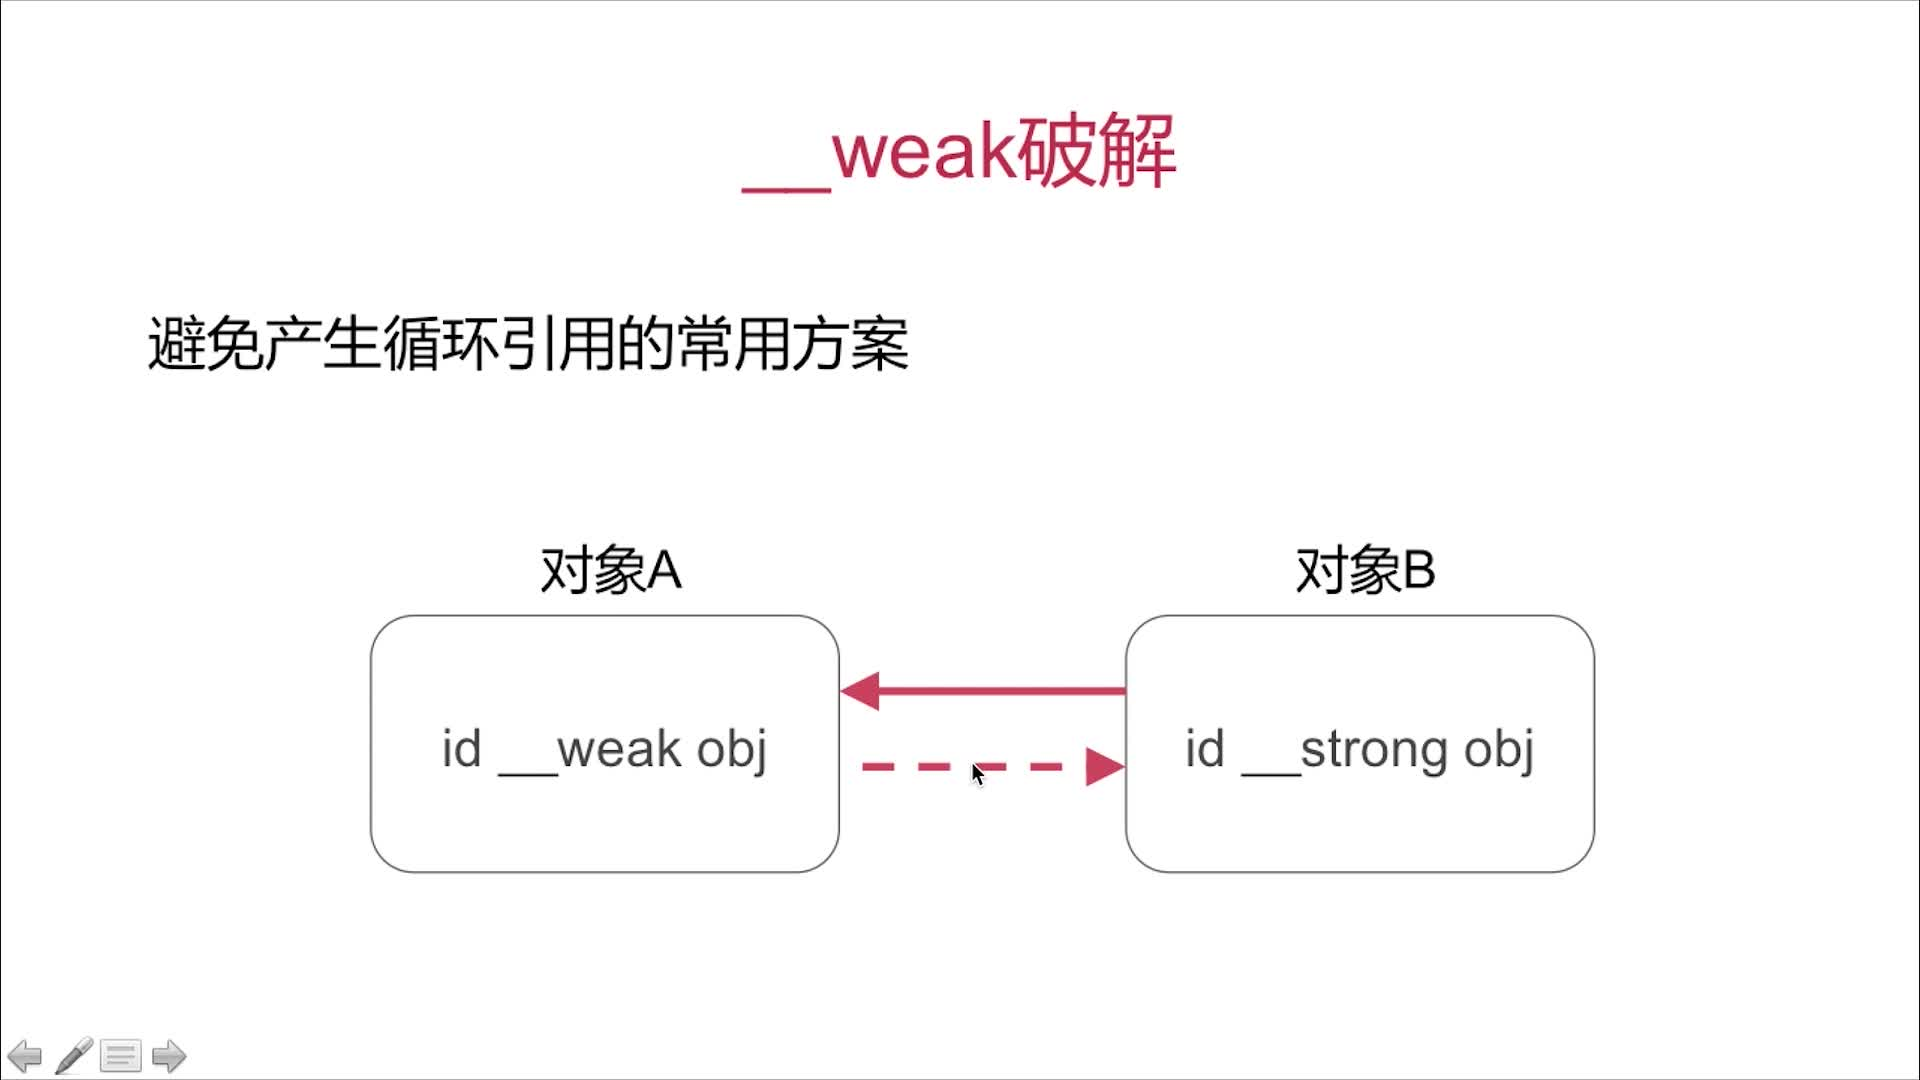 __weak破解
避免产生循环引用的常用方案
对象A
对象B
id __weak obj
id __strong obj